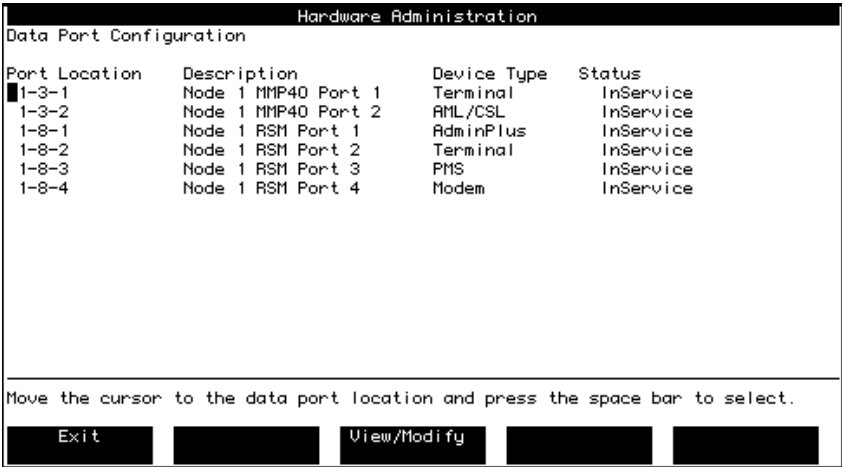 Hardware Administration
Data Port Configuration
Port Location Description Device Type Status
1-3-1 Node 1 MMP40 Port 1 Terminal InService
1-3-2 Node 1 MMP40 Port 2 AML/CSL InService
1-8-1 Node 1 RSM Port 1 AdminPlus InService
1-8-2 Node 1 RSM Port 2 Terminal InService
1-8-3 Node 1 RSM Port 3 PMS InService
1-8-4 Node 1 RSM Port 4 Modem InService
Move the cursor to the data port location and press the space bar to select.
Exit View/Modify